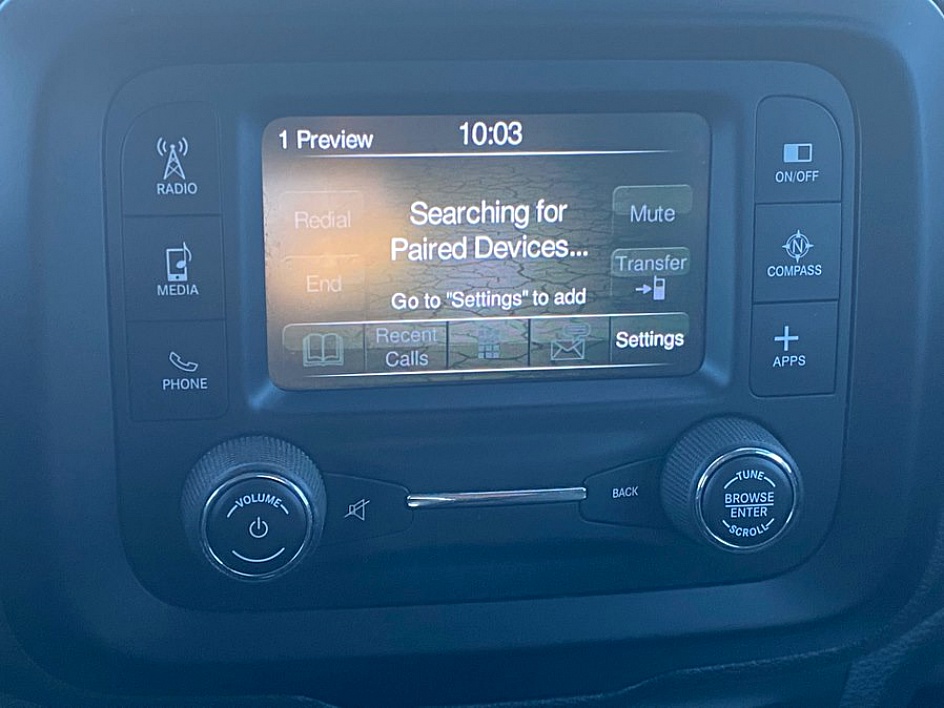 1 Preview 10:03
RADIO
MEDIA
PHONE
Redial
End
Searching for
Paired Devices...
Go to "Settings" to add
Mute
Transfer
Recent
Calls
Settings
ON/OFF
N
COMPASS
APPS
VOLUME
BACK
TUNE
BROWSE
ENTER
SCROLL